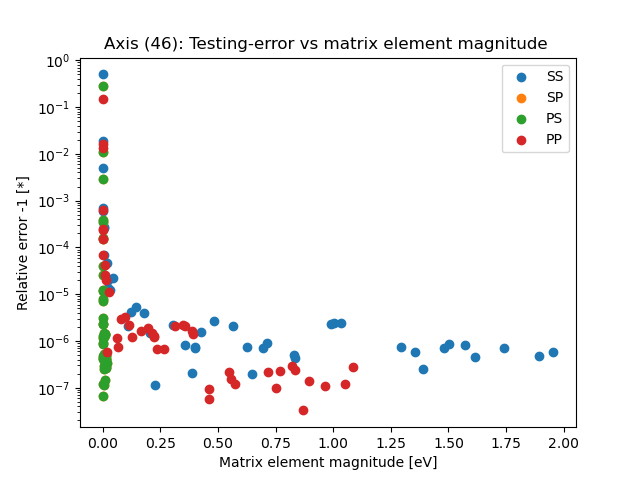 Axis (46): Testing-error vs matrix element magnitude
10⁰
10⁻¹
10⁻²
10⁻³
10⁻⁴
10⁻⁵
10⁻⁶
10⁻⁷
Relative error -1 [*]
SS
SP
PS
PP
0.00 0.25 0.50 0.75 1.00 1.25 1.50 1.75 2.00
Matrix element magnitude [eV]